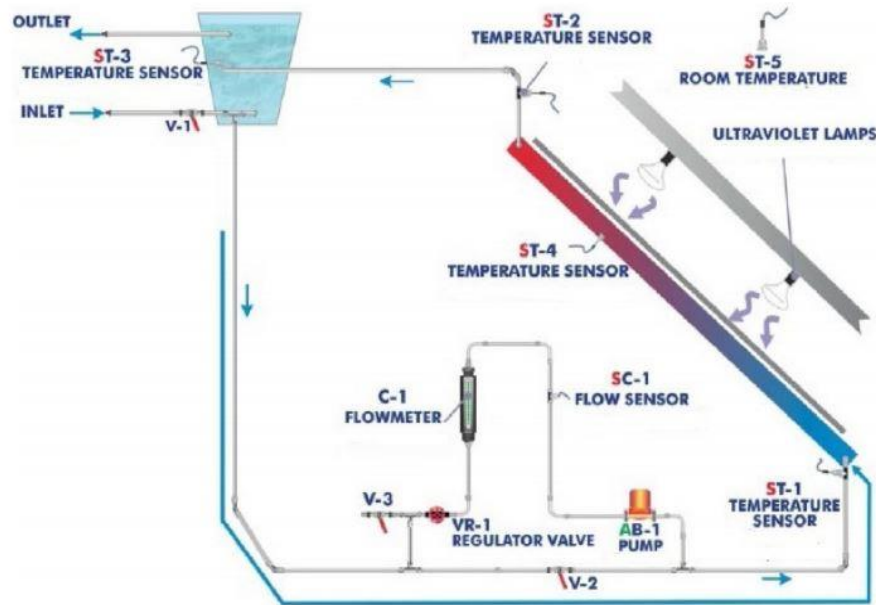 OUTLET
ST-3
TEMPERATURE SENSOR
INLET
V-1
ST-2
TEMPERATURE SENSOR
ST-5
ROOM TEMPERATURE
ULTRAVIOLET LAMPS
ST-4
TEMPERATURE SENSOR
C-1
FLOWMETER
SC-1
FLOW SENSOR
V-3
VR-1
REGULATOR VALVE
AB-1
PUMP
ST-1
TEMPERATURE
SENSOR
V-2